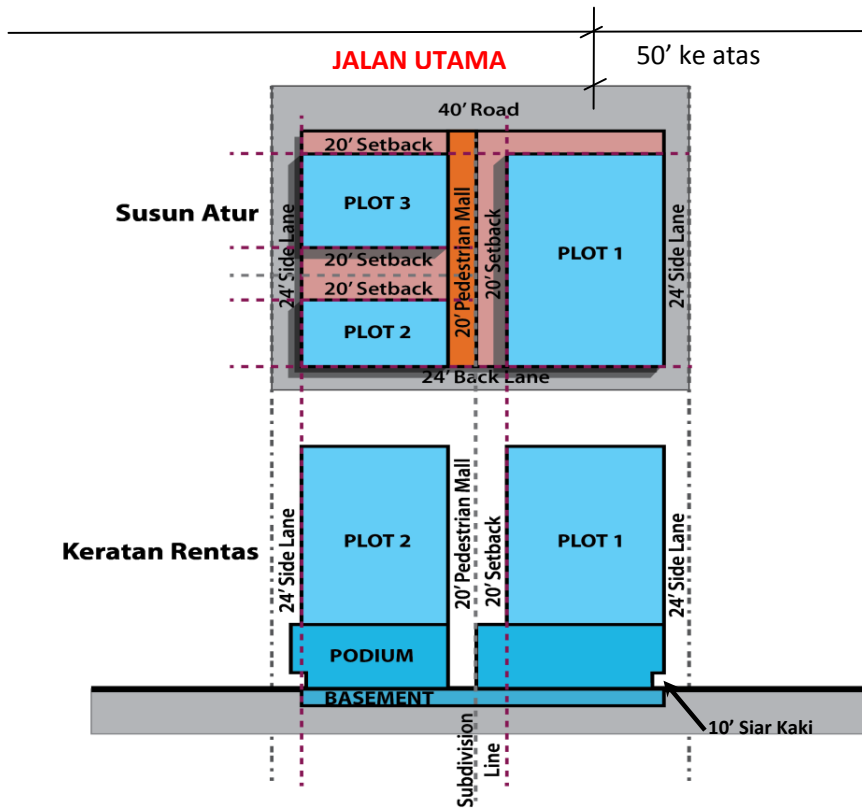 JALAN UTAMA
50’ ke atas
40’ Road
20’ Setback
Susun Atur
24’ Side Lane
PLOT 3
20’ Pedestrian Mall
20’ Setback
PLOT 1
24’ Side Lane
20’ Setback
20’ Setback
PLOT 2
24’ Back Lane
Keratan Rentas
24’ Side Lane
PLOT 2
20’ Pedestrian Mall
20’ Setback
PLOT 1
24’ Side Lane
PODIUM
BASEMENT
10’ Siar Kaki
Subdivision
Line